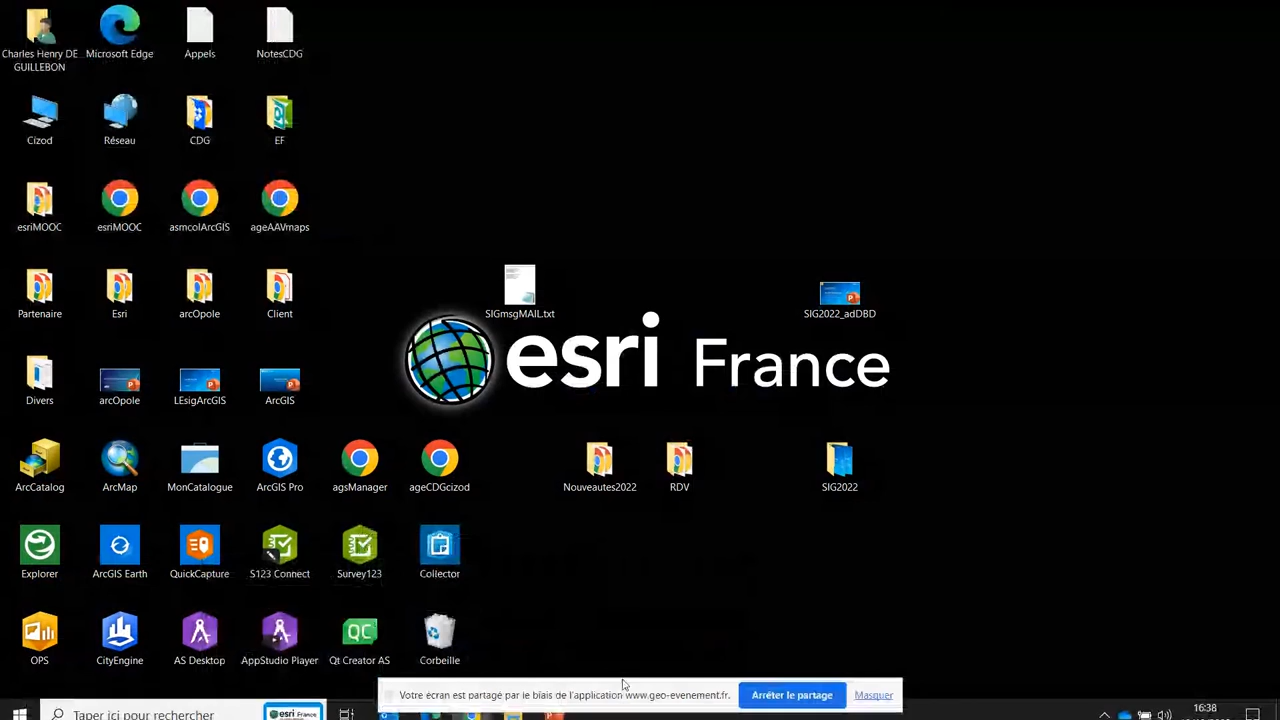 Charles Henry DE
GUILLEBON
Microsoft Edge
Appels
NotesCDG
Cizod
Réseau
CDG
EF
esriMOOC
esriMOOC
asmcolArcGIS
ageAAVmaps
Partenaire
Esri
arcOpole
Client
SIGmsgMAIL.txt
SIG2022_adDBD
esri France
Divers
arcOpole
LEsigArcGIS
ArcGIS
ArcCatalog
ArcMap
MonCatalogue
ArcGIS Pro
agsManager
ageCDGcizod
Nouveautes2022
RDV
SIG2022
Explorer
ArcGIS Earth
QuickCapture
S123 Connect
Survey123
Collector
QC
OPS
CityEngine
AS Desktop
AppStudio Player
Qt Creator AS
Corbeille
Votre écran est partagé par le biais de l'application www.geo-evenement.fr.
Arrêter le partage
Masquer
Taper ici pour rechercher
esri France
16:38